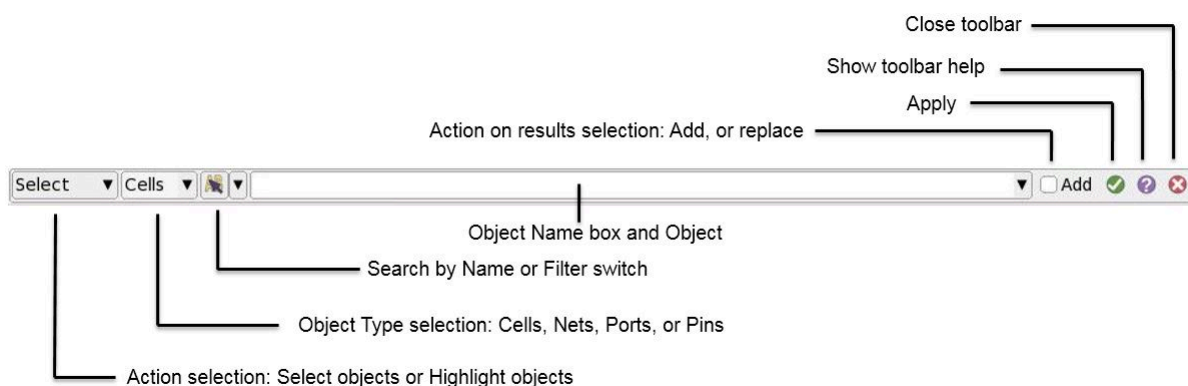 Close toolbar
Show toolbar help
Apply
Action on results selection: Add, or replace
Select Cells Add
Object Name box and Object
Search by Name or Filter switch
Object Type selection: Cells, Nets, Ports, or Pins
Action selection: Select objects or Highlight objects